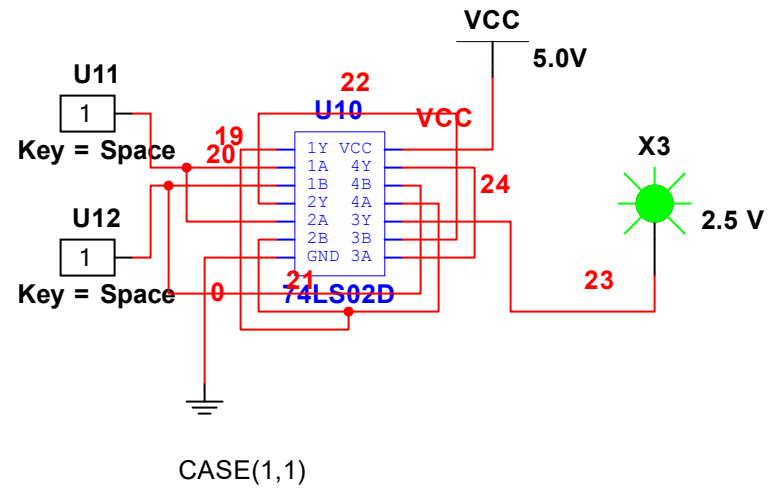 VCC
5.0V
U11
1
Key = Space
22
U10
VCC
19
20
1Y VCC
1A 4Y
1B 4B
2Y 4A
2A 3Y
2B 3B
GND 3A
24
X3
2.5 V
U12
1
Key = Space
0
21
74LS02D
23
CASE(1,1)